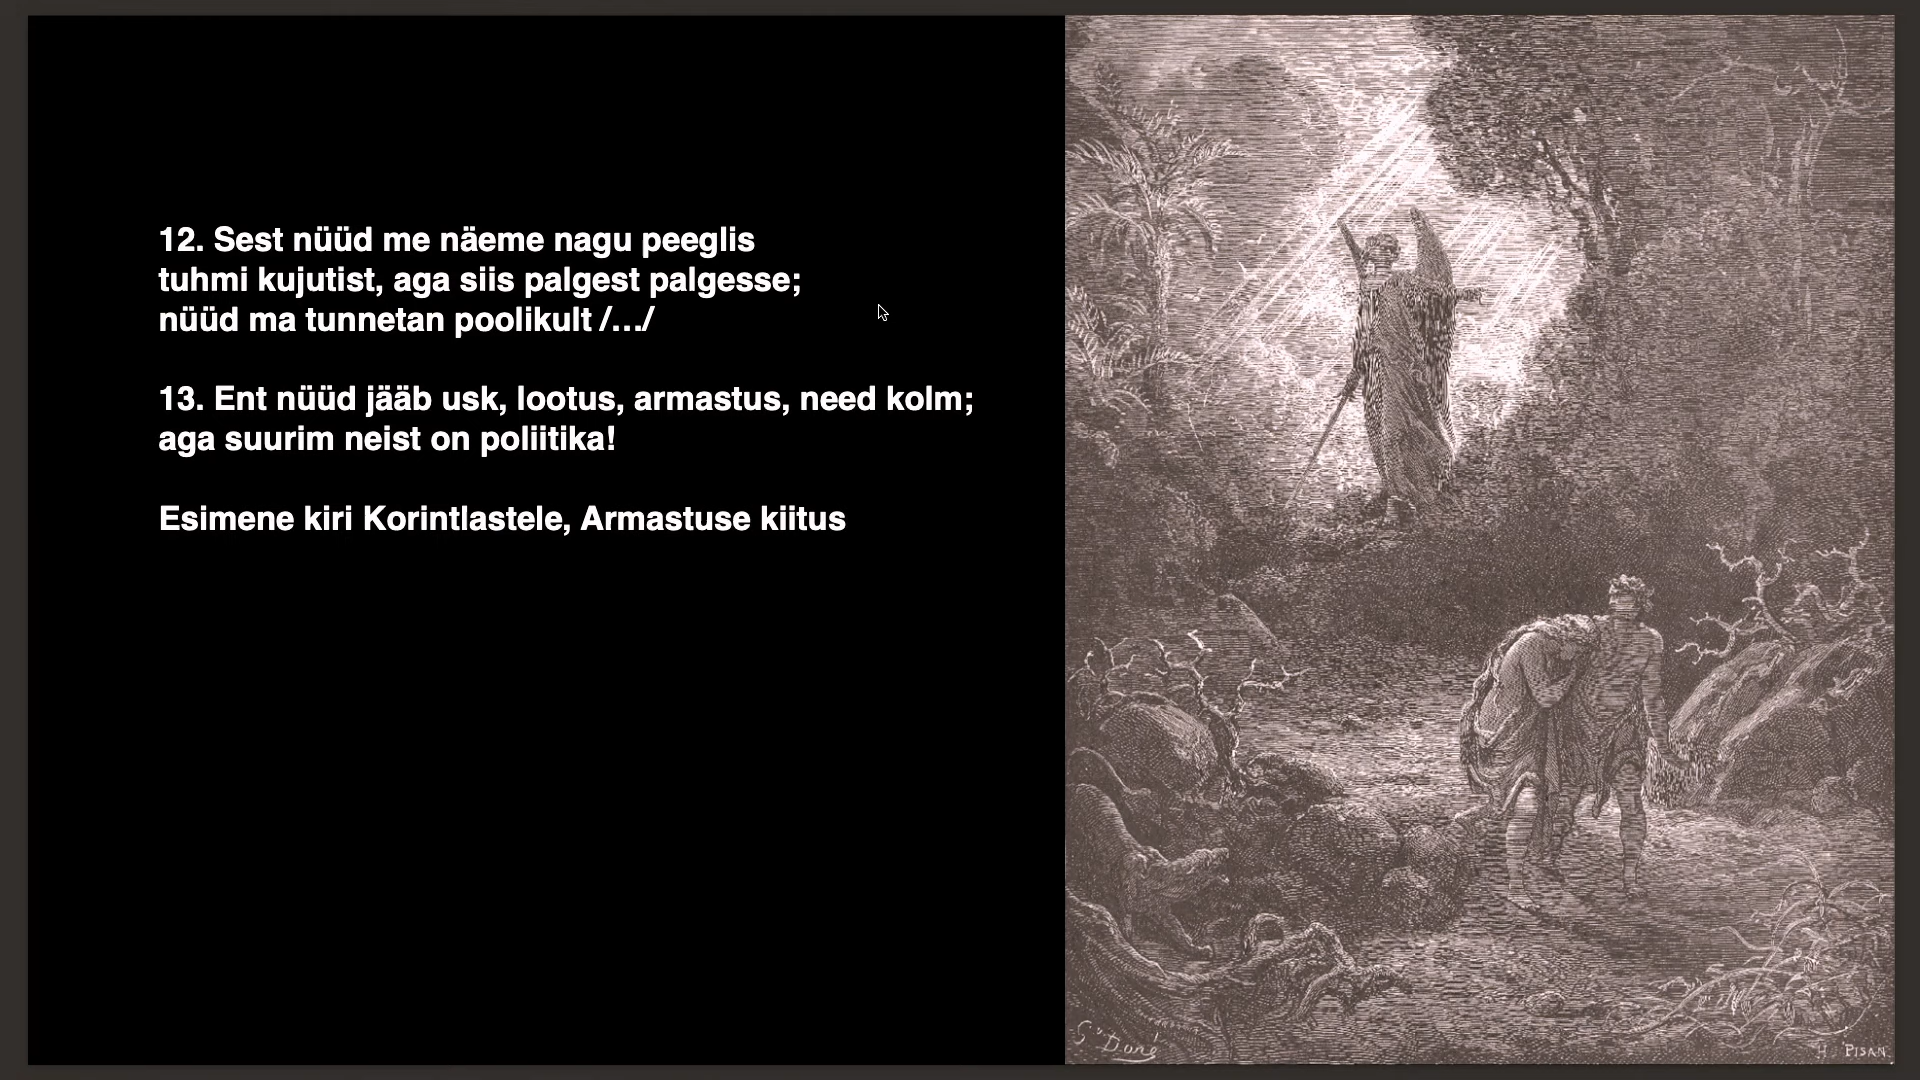 12. Sest nüüd me näeme nagu peeglis
tuhmi kujutist, aga siis palgest palgesse;
nüüd ma tunnetan poolikult /.../
13. Ent nüüd jääb usk, lootus, armastus, need kolm;
aga suurim neist on poliitika!
Esimene kiri Korintlastele, Armastuse kiitus
G. Doré
H. PISAN